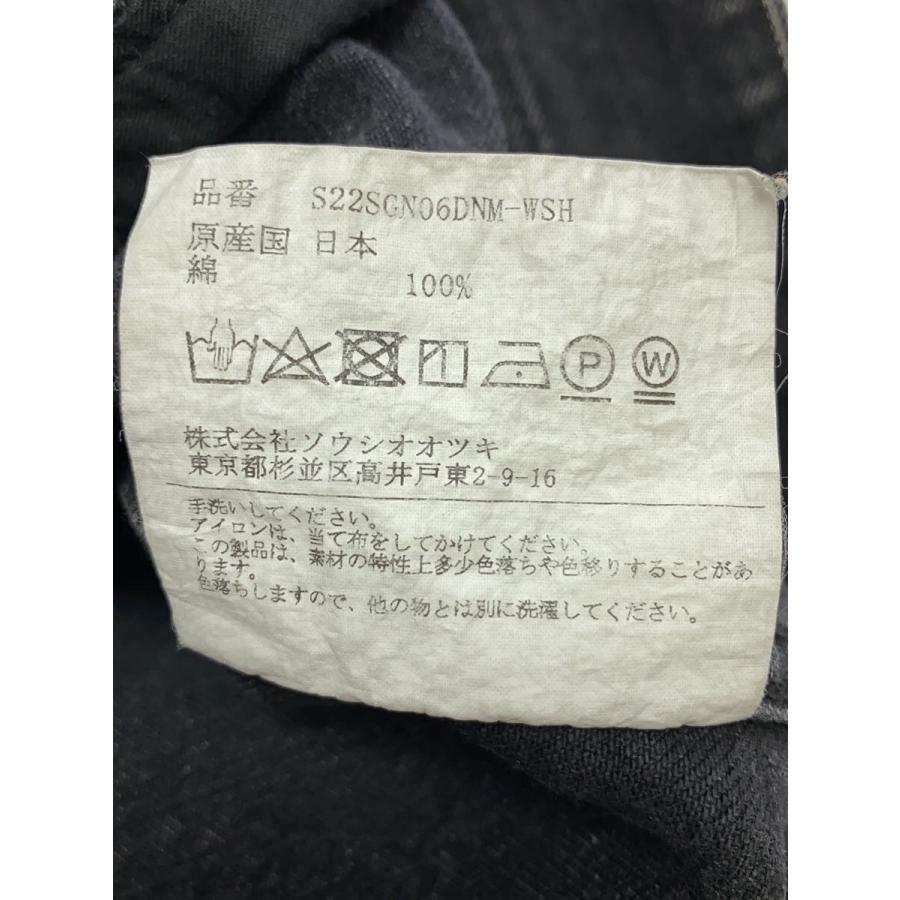 品番 S22SGN06DNM-WSH
原産国 日本
綿 100%
P W
株式会社ソウシオオツキ
東京都杉並区高井戸東2-9-16
手洗いしてください。
アイロンは、当て布をしてかけてください。
この製品は、素材の特性上多少色落ちや色移りすることがあ
ります。
色落ちしますので、他の物とは別に洗濯してください。